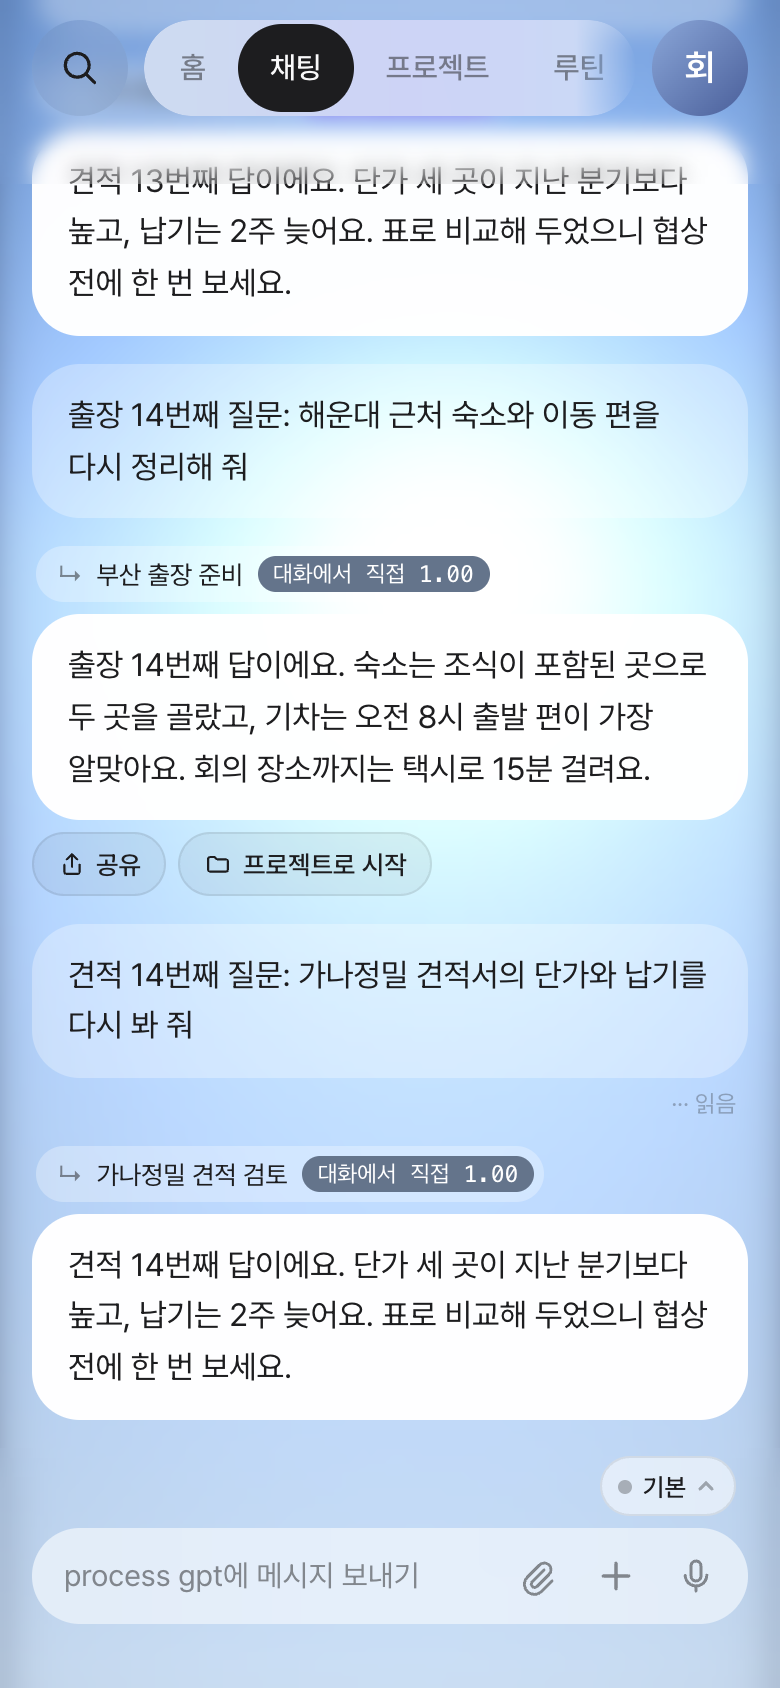 홈 채팅 프로젝트 루틴 회
견적 13번째 답이에요. 단가 세 곳이 지난 분기보다
높고, 납기는 2주 늦어요. 표로 비교해 두었으니 협상
전에 한 번 보세요.
출장 14번째 질문: 해운대 근처 숙소와 이동 편을
다시 정리해 줘
부산 출장 준비 대화에서 직접 1.00
출장 14번째 답이에요. 숙소는 조식이 포함된 곳으로
두 곳을 골랐고, 기차는 오전 8시 출발 편이 가장
알맞아요. 회의 장소까지는 택시로 15분 걸려요.
공유 프로젝트로 시작
견적 14번째 질문: 가나정밀 견적서의 단가와 납기를
다시 봐 줘
··· 읽음
가나정밀 견적 검토 대화에서 직접 1.00
견적 14번째 답이에요. 단가 세 곳이 지난 분기보다
높고, 납기는 2주 늦어요. 표로 비교해 두었으니 협상
전에 한 번 보세요.
기본
process gpt에 메시지 보내기